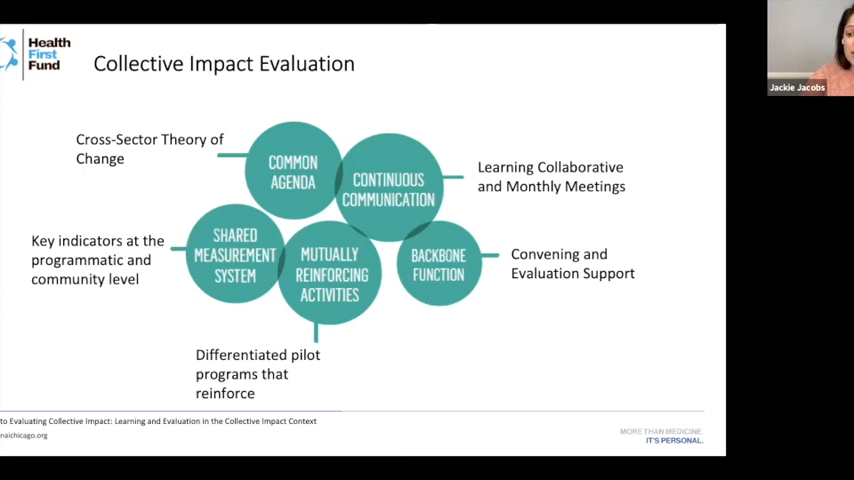 Health
First
Fund
Collective Impact Evaluation
Jackie Jacobs
Cross-Sector Theory of
Change
COMMON
AGENDA
CONTINUOUS
COMMUNICATION
Learning Collaborative
and Monthly Meetings
Key indicators at the
programmatic and
community level
SHARED
MEASUREMENT
SYSTEM
MUTUALLY
REINFORCING
ACTIVITIES
BACKBONE
FUNCTION
Convening and
Evaluation Support
Differentiated pilot
programs that
reinforce
to Evaluating Collective Impact: Learning and Evaluation in the Collective Impact Context
naichicago.org
MORE THAN MEDICINE.
IT'S PERSONAL.